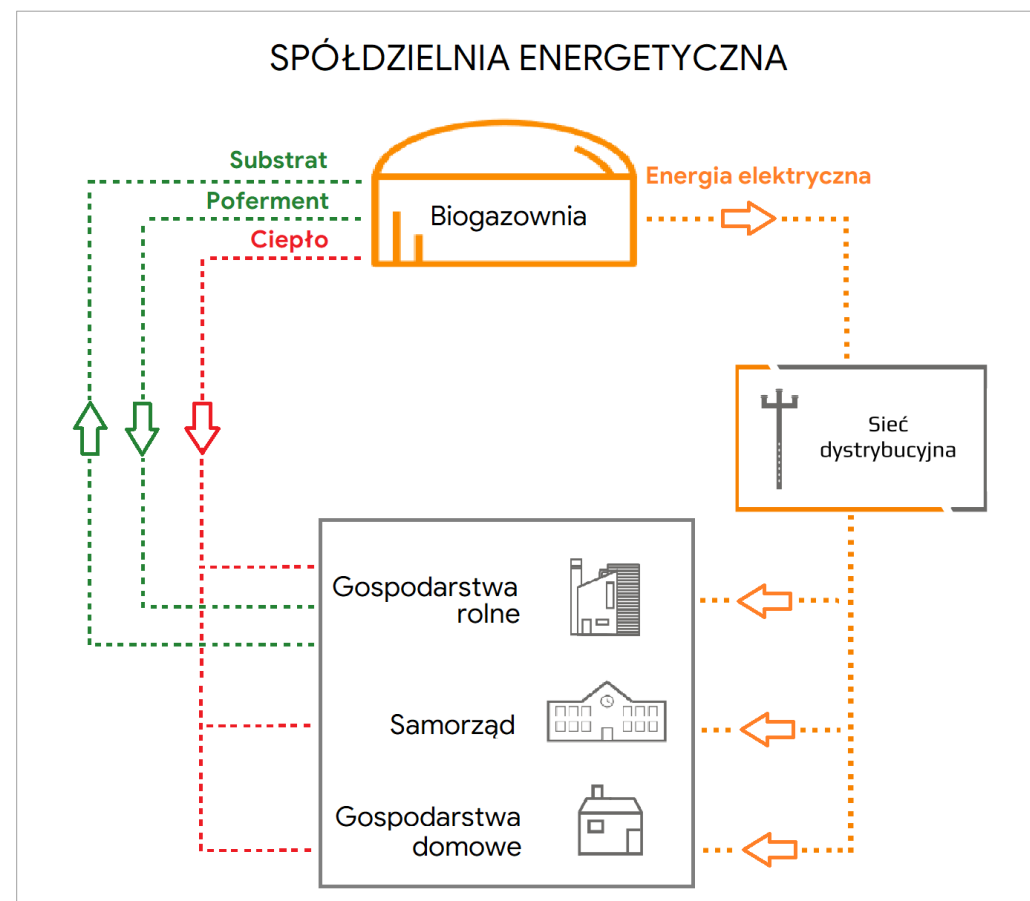 SPÓŁDZIELNIA ENERGETYCZNA
Substrat
Poferment
Ciepło
Biogazownia
Energia elektryczna
Sieć
dystrybucyjna
Gospodarstwa
rolne
Samorząd
Gospodarstwa
domowe